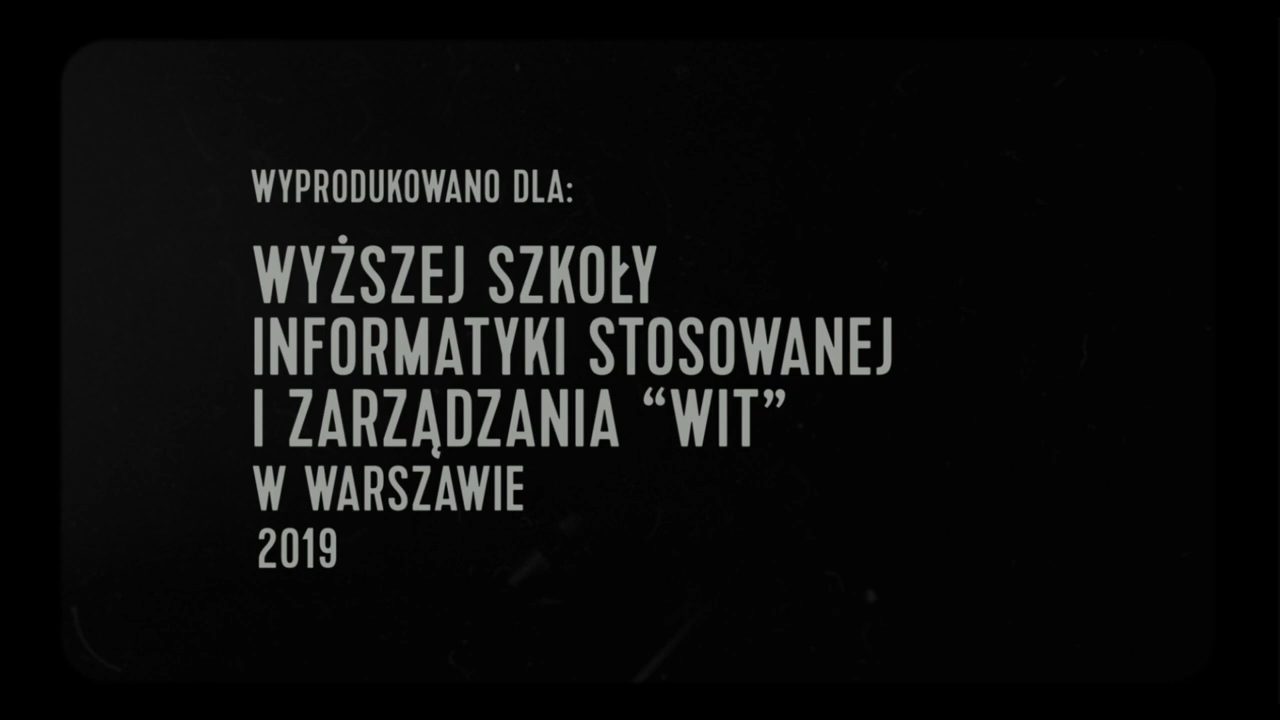 WYPRODUKOWANO DLA:
WYŻSZEJ SZKOŁY
INFORMATYKI STOSOWANEJ
I ZARZĄDZANIA “WIT”
W WARSZAWIE
2019